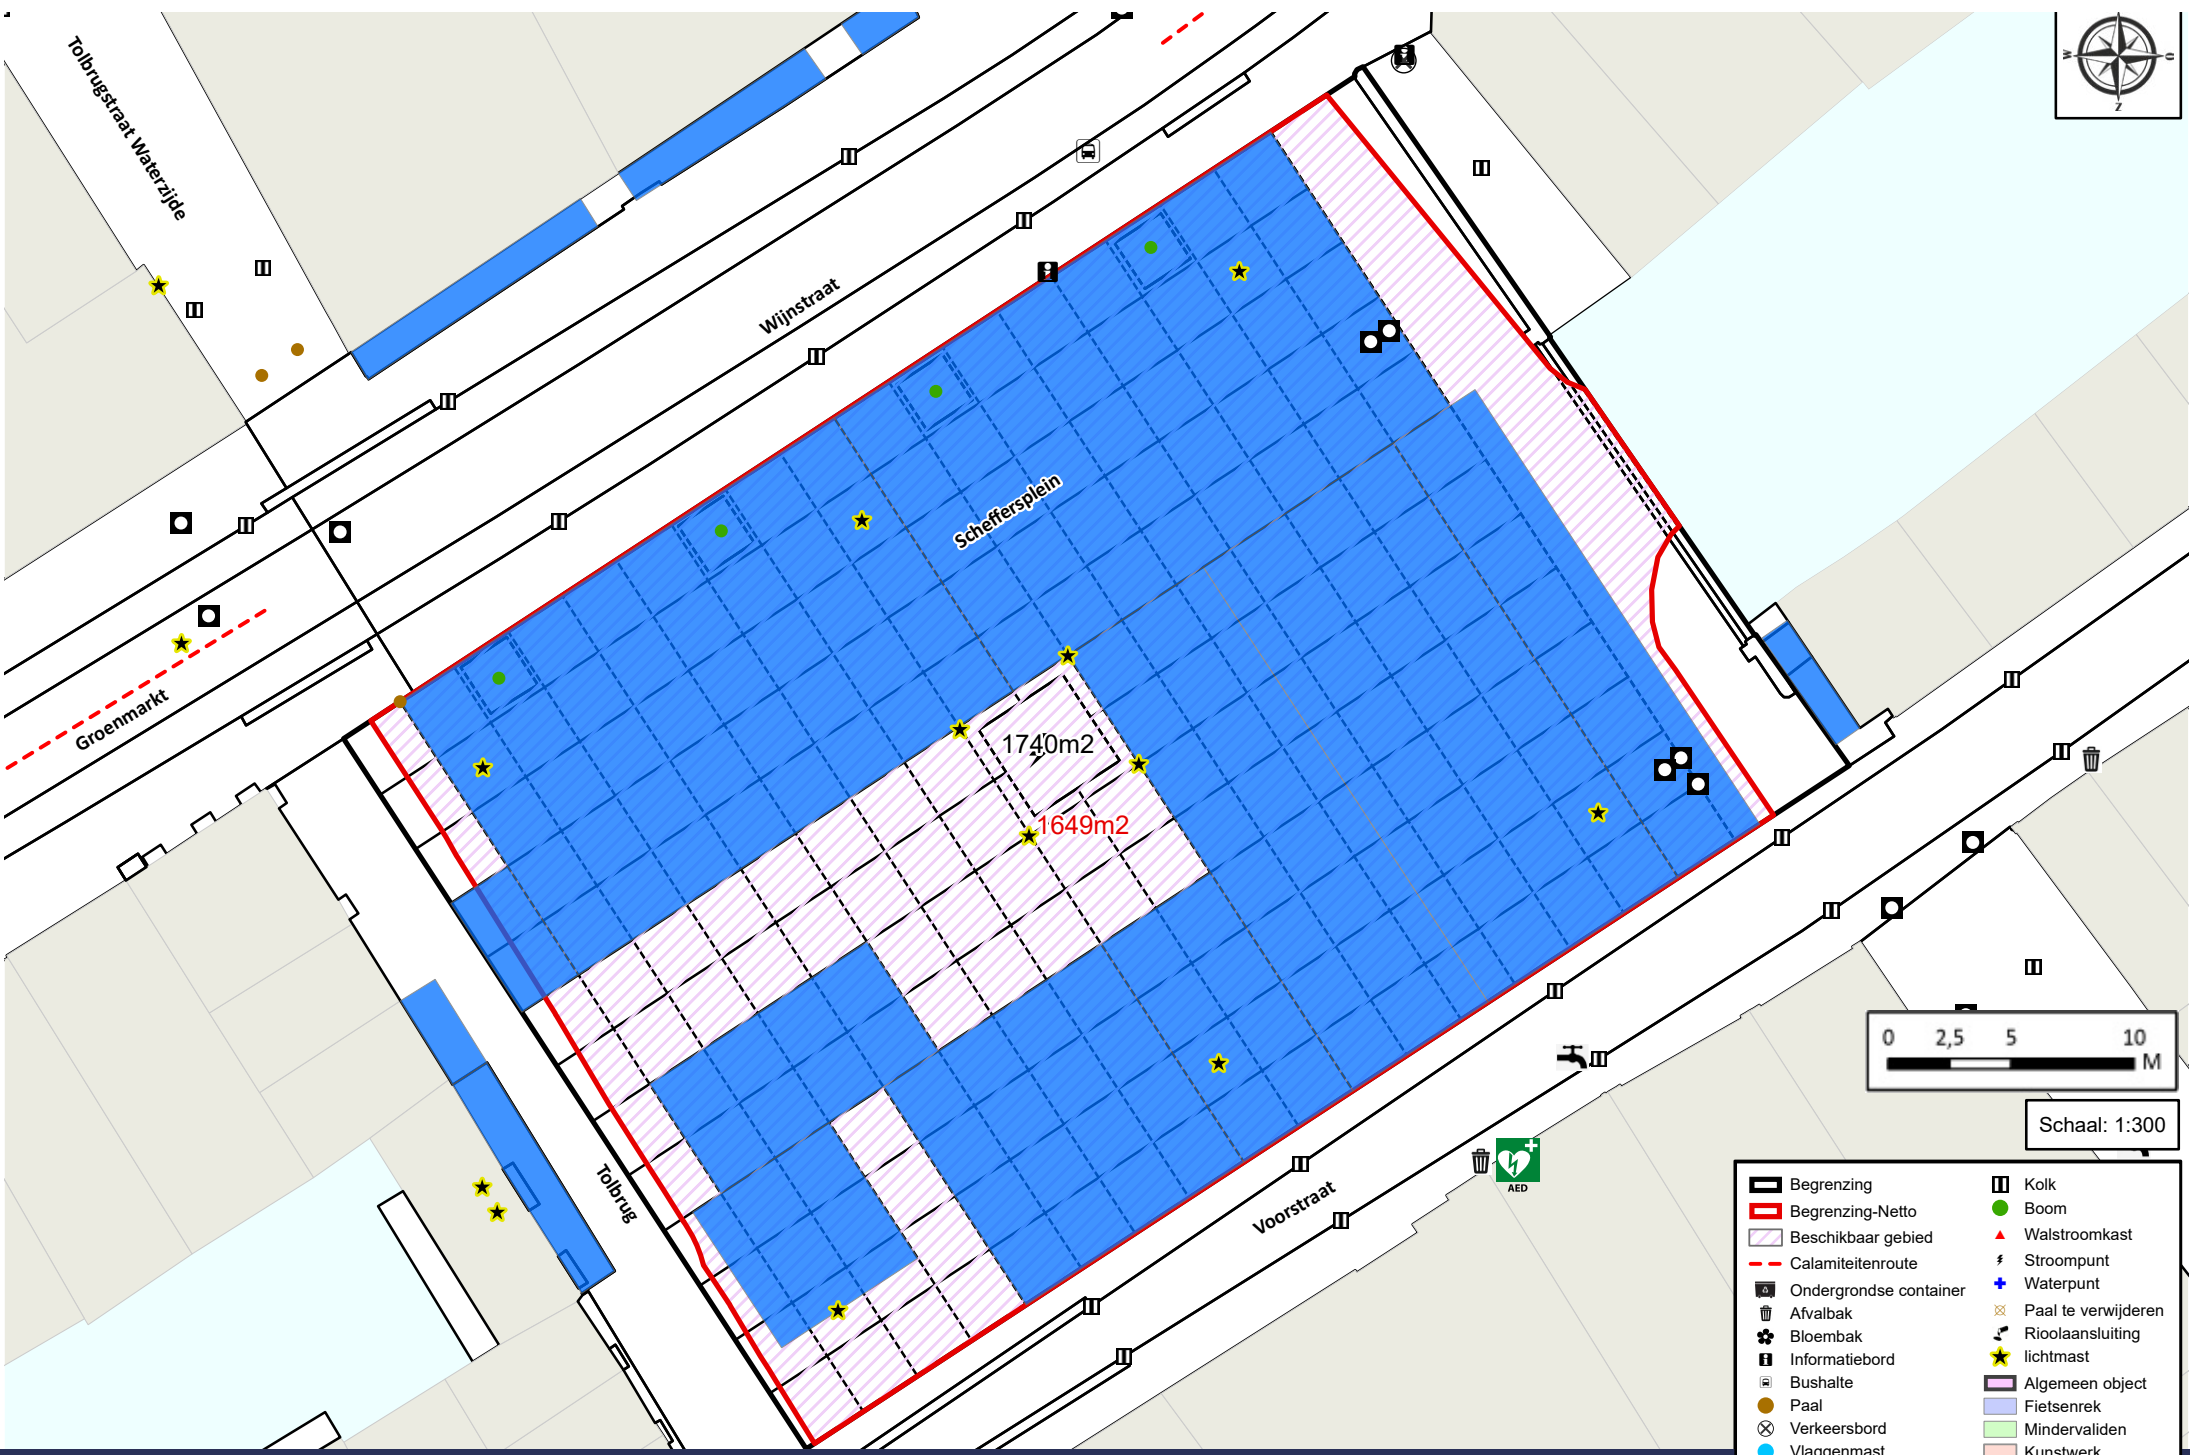 Tolbrugstraat Waterzijde
W
O
Z
Wijnstraat
Scheffersplein
Groenmarkt
1740m2
1649m2
Tolbrug
Voorstraat
AED
0 2,5 5 10
M
Schaal: 1:300
Begrenzing
Begrenzing-Netto
Beschikbaar gebied
Calamiteitenroute
Ondergrondse container
Afvalbak
Bloembak
Informatiebord
Bushalte
Paal
Verkeersbord
Vlaggenmast
Kolk
Boom
Walstroomkast
Stroompunt
Waterpunt
Paal te verwijderen
Rioolaansluiting
lichtmast
Algemeen object
Fietsenrek
Mindervaliden
Kunstwerk